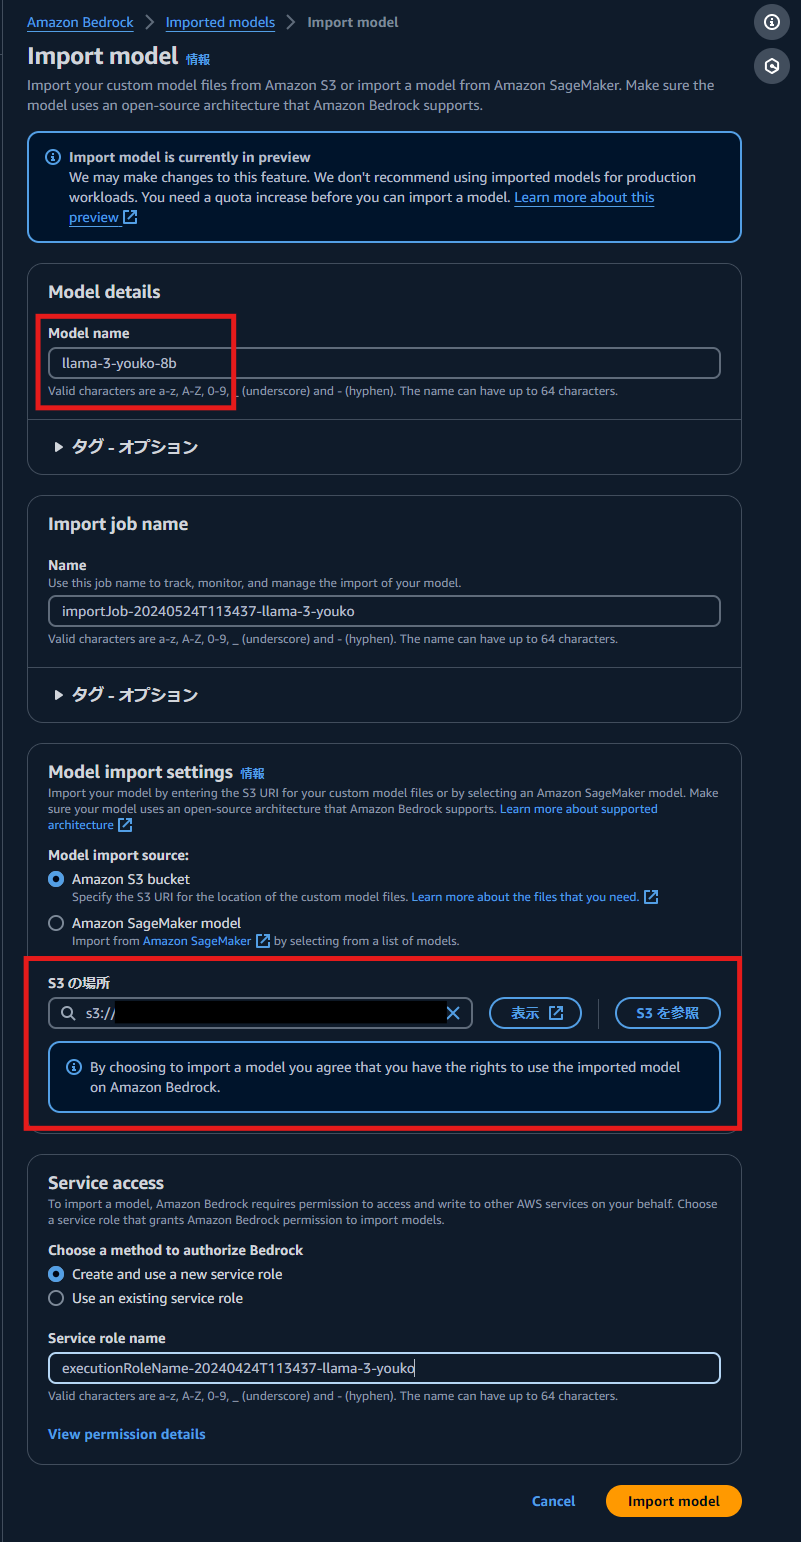 Amazon Bedrock > Imported models > Import model
Import model 情報
Import your custom model files from Amazon S3 or import a model from Amazon SageMaker. Make sure the
model uses an open-source architecture that Amazon Bedrock supports.
Import model is currently in preview
We may make changes to this feature. We don't recommend using imported models for production
workloads. You need a quota increase before you can import a model. Learn more about this
preview
Model details
Model name
llama-3-youko-8b
Valid characters are a-z, A-Z, 0-9, _ (underscore) and - (hyphen). The name can have up to 64 characters.
タグ - オプション
Import job name
Name
Use this job name to track, monitor, and manage the import of your model.
importJob-20240524T113437-llama-3-youko
Valid characters are a-z, A-Z, 0-9, _ (underscore) and - (hyphen). The name can have up to 64 characters.
タグ - オプション
Model import settings 情報
Import your model by entering the S3 URI for your custom model files or by selecting an Amazon SageMaker model. Make
sure your model uses an open-source architecture that Amazon Bedrock supports. Learn more about supported
architecture
Model import source:
Amazon S3 bucket
Specify the S3 URI for the location of the custom model files. Learn more about the files that you need.
Amazon SageMaker model
Import from Amazon SageMaker by selecting from a list of models.
S3 の場所
s3:// 表示 S3 を参照
By choosing to import a model you agree that you have the rights to use the imported model
on Amazon Bedrock.
Service access
To import a model, Amazon Bedrock requires permission to access and write to other AWS services on your behalf. Choose
a service role that grants Amazon Bedrock permission to import models.
Choose a method to authorize Bedrock
Create and use a new service role
Use an existing service role
Service role name
executionRoleName-20240424T113437-llama-3-youko
Valid characters are a-z, A-Z, 0-9, _ (underscore) and - (hyphen). The name can have up to 64 characters.
View permission details
Cancel Import model